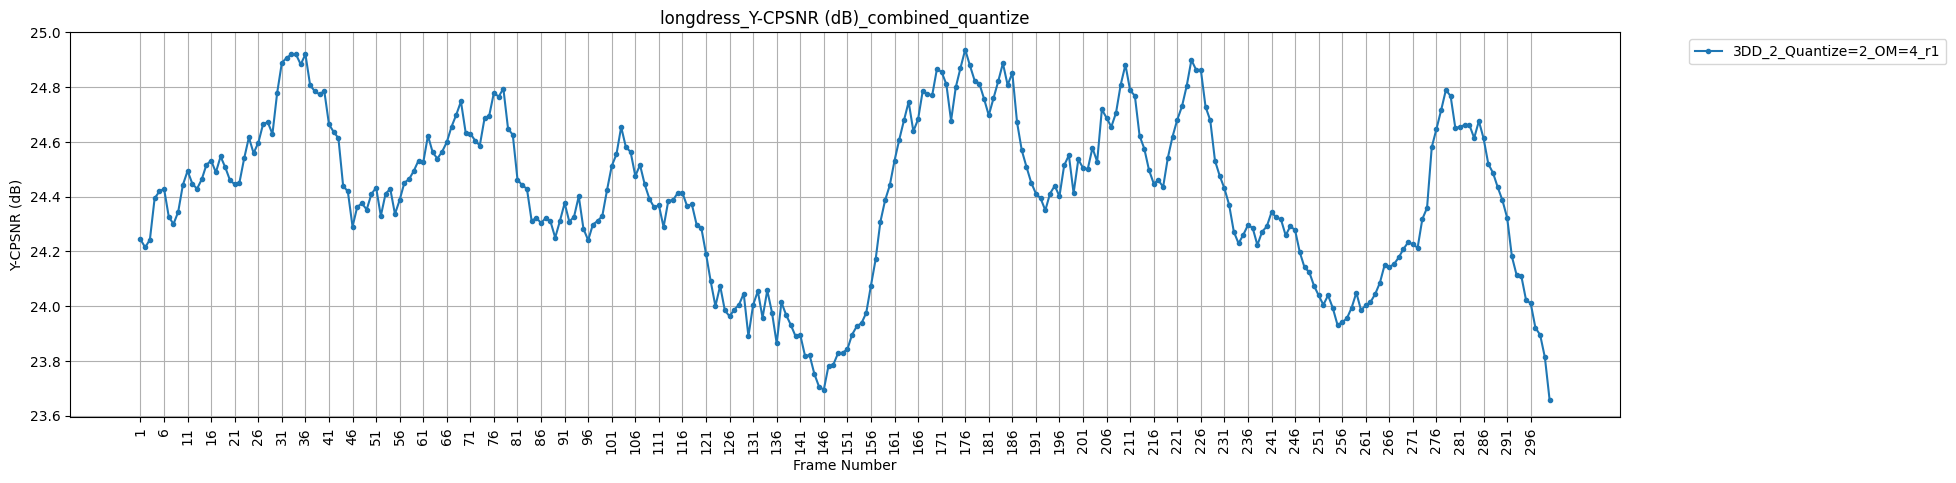 longdress_Y-CPSNR (dB)_combined_quantize
3DD_2_Quantize=2_OM=4_r1
Y-CPSNR (dB)
25.0
24.8
24.6
24.4
24.2
24.0
23.8
23.6
1 6 11 16 21 26 31 36 41 46 51 56 61 66 71 76 81 86 91 96 101 106 111 116 121 126 131 136 141 146 151 156 161 166 171 176 181 186 191 196 201 206 211 216 221 226 231 236 241 246 251 256 261 266 271 276 281 286 291 296
Frame Number